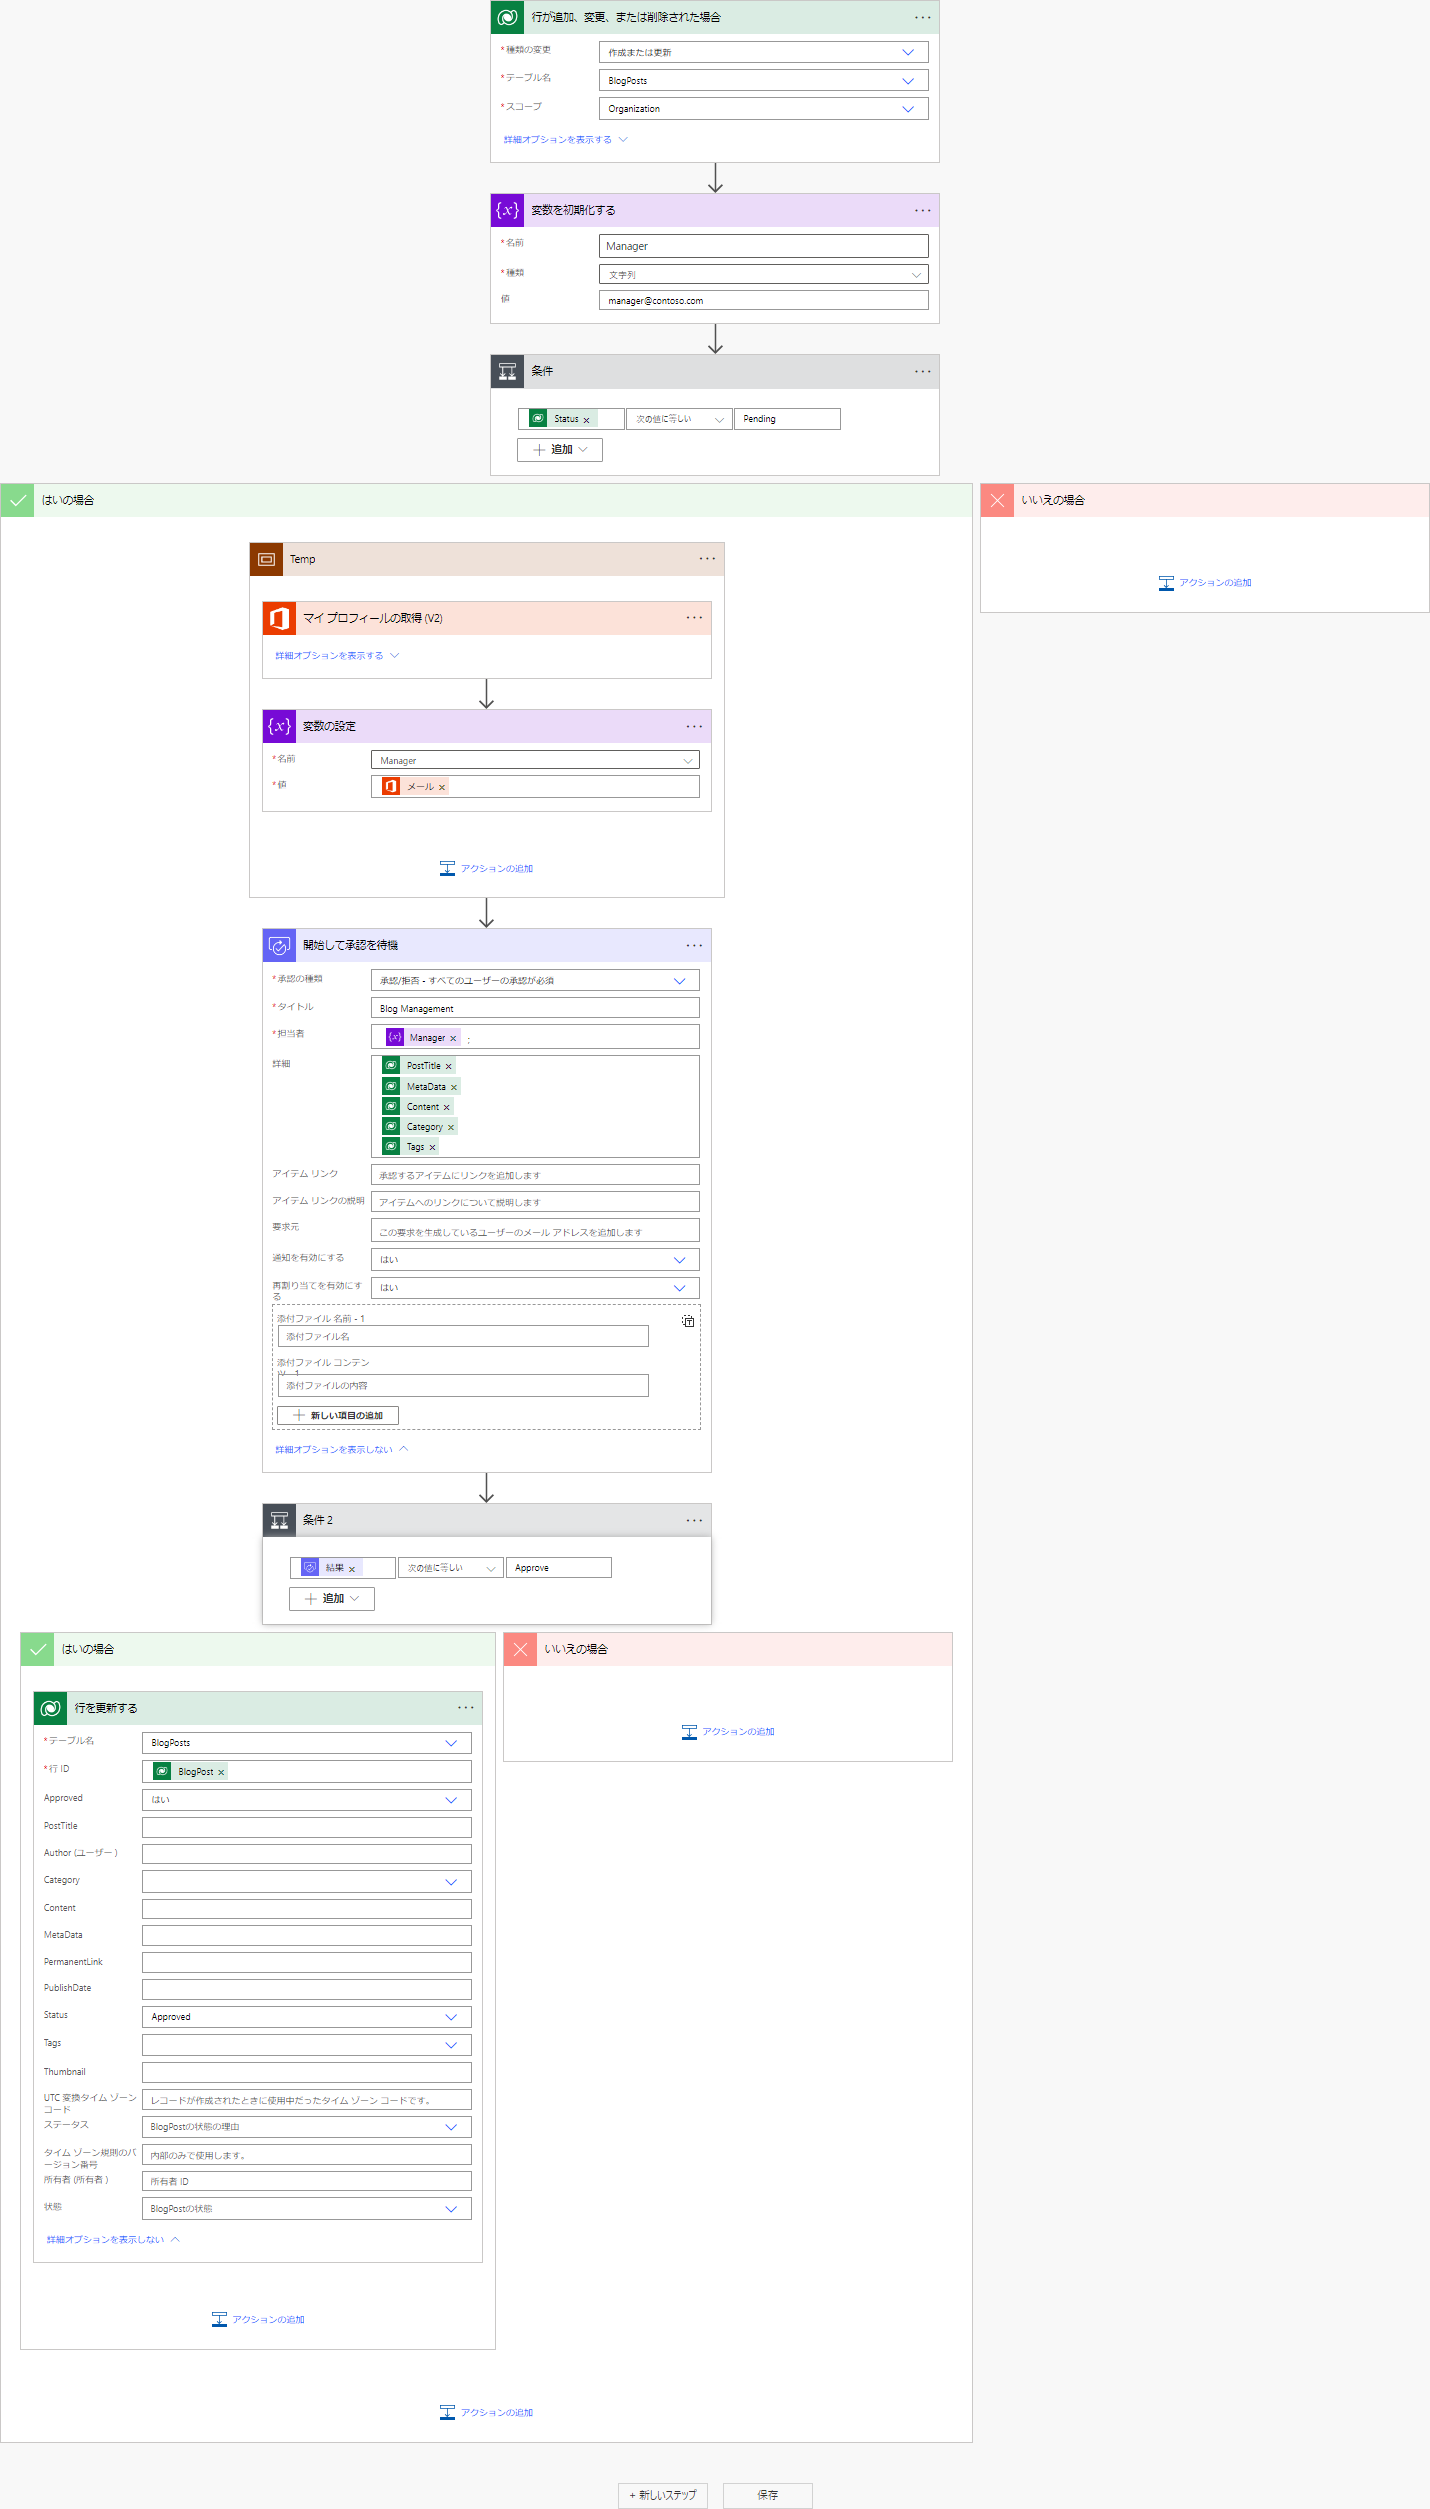 行が追加、変更、または削除された場合
*種類の変更
作成または更新
*テーブル名
BlogPosts
*スコープ
Organization
詳細オプションを表示する
変数を初期化する
*名前
Manager
*種類
文字列
値
manager@contoso.com
条件
Status ×
次の値に等しい
Pending
追加
はいの場合
いいえの場合
アクションの追加
Temp
マイ プロフィールの取得 (V2)
詳細オプションを表示する
変数の設定
*名前
Manager
*値
メール ×
アクションの追加
開始して承認を待機
*承認の種類
承認/拒否 - すべてのユーザーの承認が必須
*タイトル
Blog Management
*担当者
Manager × ;
詳細
PostTitle ×
MetaData ×
Content ×
Category ×
Tags ×
アイテム リンク
承認するアイテムにリンクを追加します
アイテム リンクの説明
アイテムへのリンクについて説明します
要求元
この要求を生成しているユーザーのメール アドレスを追加します
通知を有効にする
はい
再割り当てを有効にす
る
はい
添付ファイル 名前 - 1
添付ファイル名
添付ファイル コンテン
添付ファイルの内容
新しい項目の追加
詳細オプションを表示しない
条件 2
結果 ×
次の値に等しい
Approve
追加
はいの場合
いいえの場合
アクションの追加
行を更新する
*テーブル名
BlogPosts
*行 ID
BlogPost ×
Approved
はい
PostTitle
Author (ユーザー )
Category
Content
MetaData
PermanentLink
PublishDate
Status
Approved
Tags
Thumbnail
UTC 変換タイム ゾーン
コード
レコードが作成されたときに使用中だったタイム ゾーン コードです。
ステータス
BlogPostの状態の理由
タイム ゾーン規則のバ
ージョン番号
内部のみで使用します。
所有者 (所有者 )
所有者 ID
状態
BlogPostの状態
詳細オプションを表示しない
アクションの追加
アクションの追加
+ 新しいステップ
保存